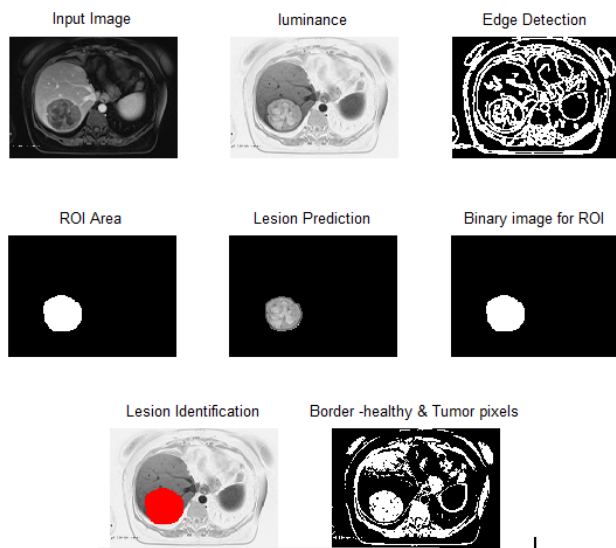 Input Image
luminance
Edge Detection
ROI Area
Lesion Prediction
Binary image for ROI
Lesion Identification
Border -healthy & Tumor pixels